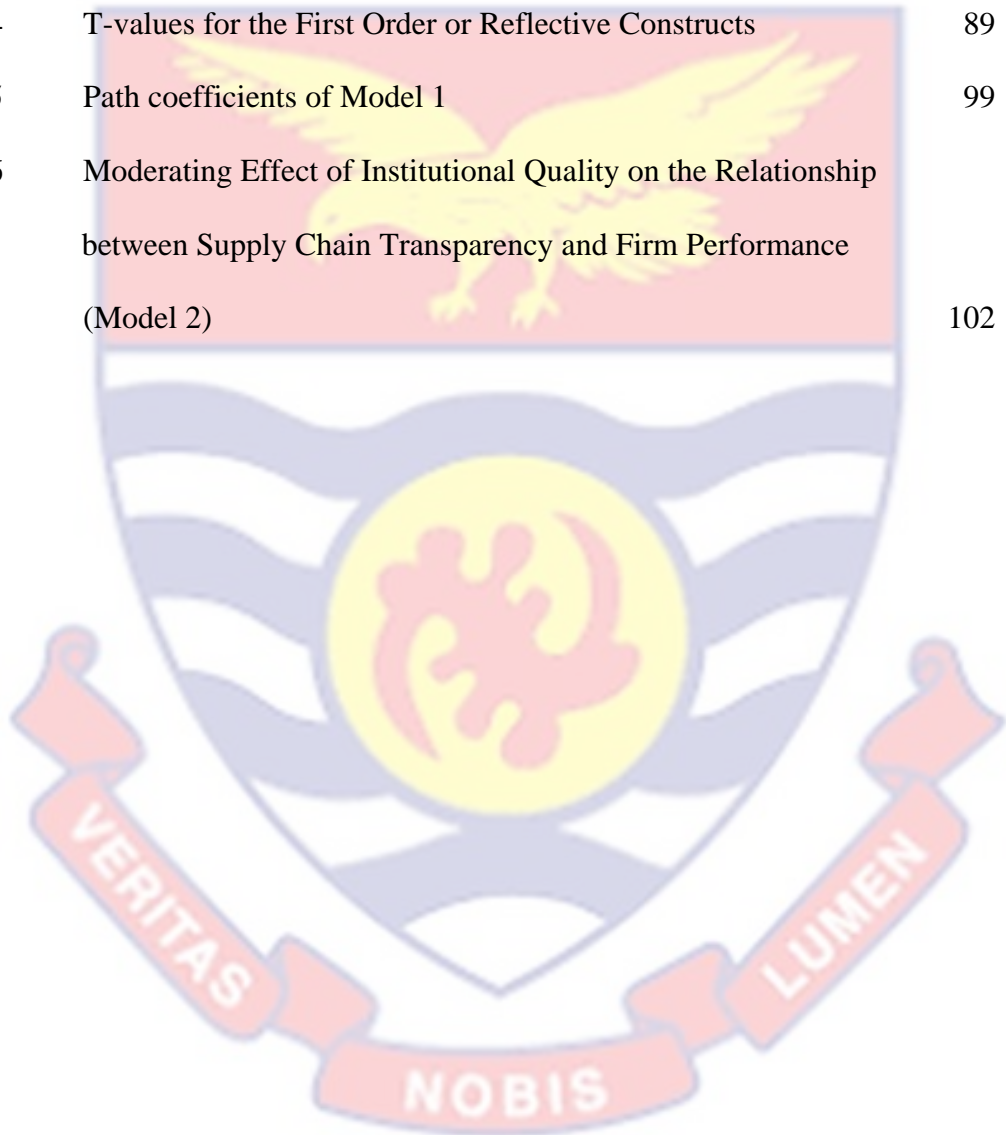 T-values for the First Order or Reflective Constructs 89
Path coefficients of Model 1 99
Moderating Effect of Institutional Quality on the Relationship
between Supply Chain Transparency and Firm Performance
(Model 2) 102
VERITAS
NOBIS
LUMEN